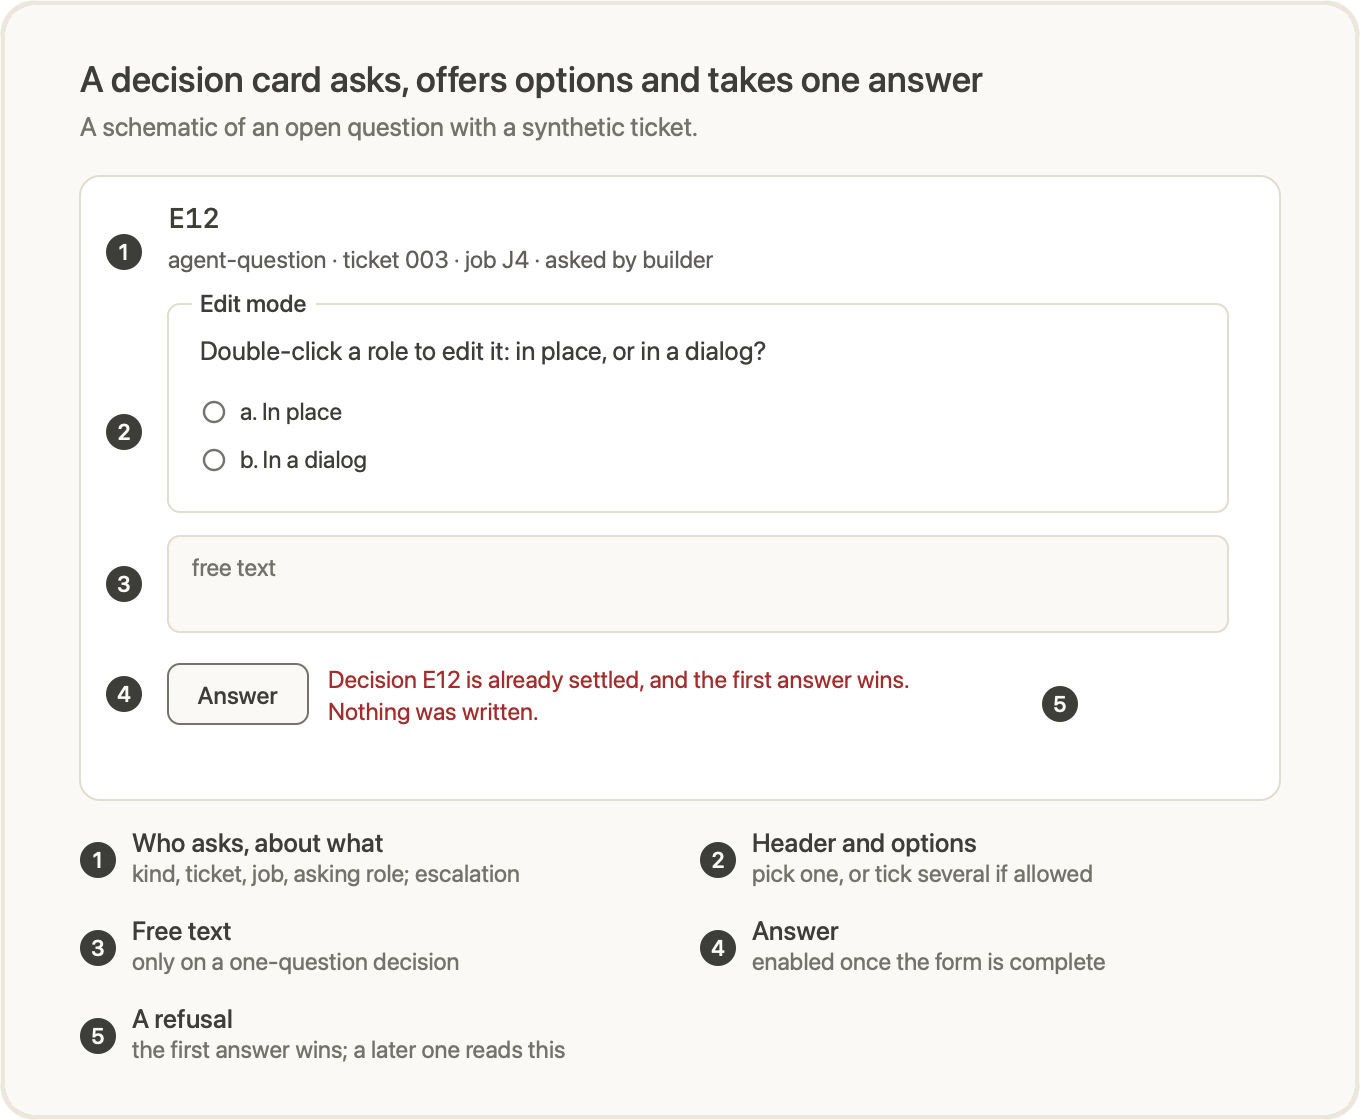 A decision card asks, offers options and takes one answer
A schematic of an open question with a synthetic ticket.
E12
1
agent-question · ticket 003 · job J4 · asked by builder
Edit mode
Double-click a role to edit it: in place, or in a dialog?
a. In place
2
b. In a dialog
free text
3
4
Answer
Decision E12 is already settled, and the first answer wins.
Nothing was written.
5
1
Who asks, about what
kind, ticket, job, asking role; escalation
2
Header and options
pick one, or tick several if allowed
3
Free text
only on a one-question decision
4
Answer
enabled once the form is complete
5
A refusal
the first answer wins; a later one reads this